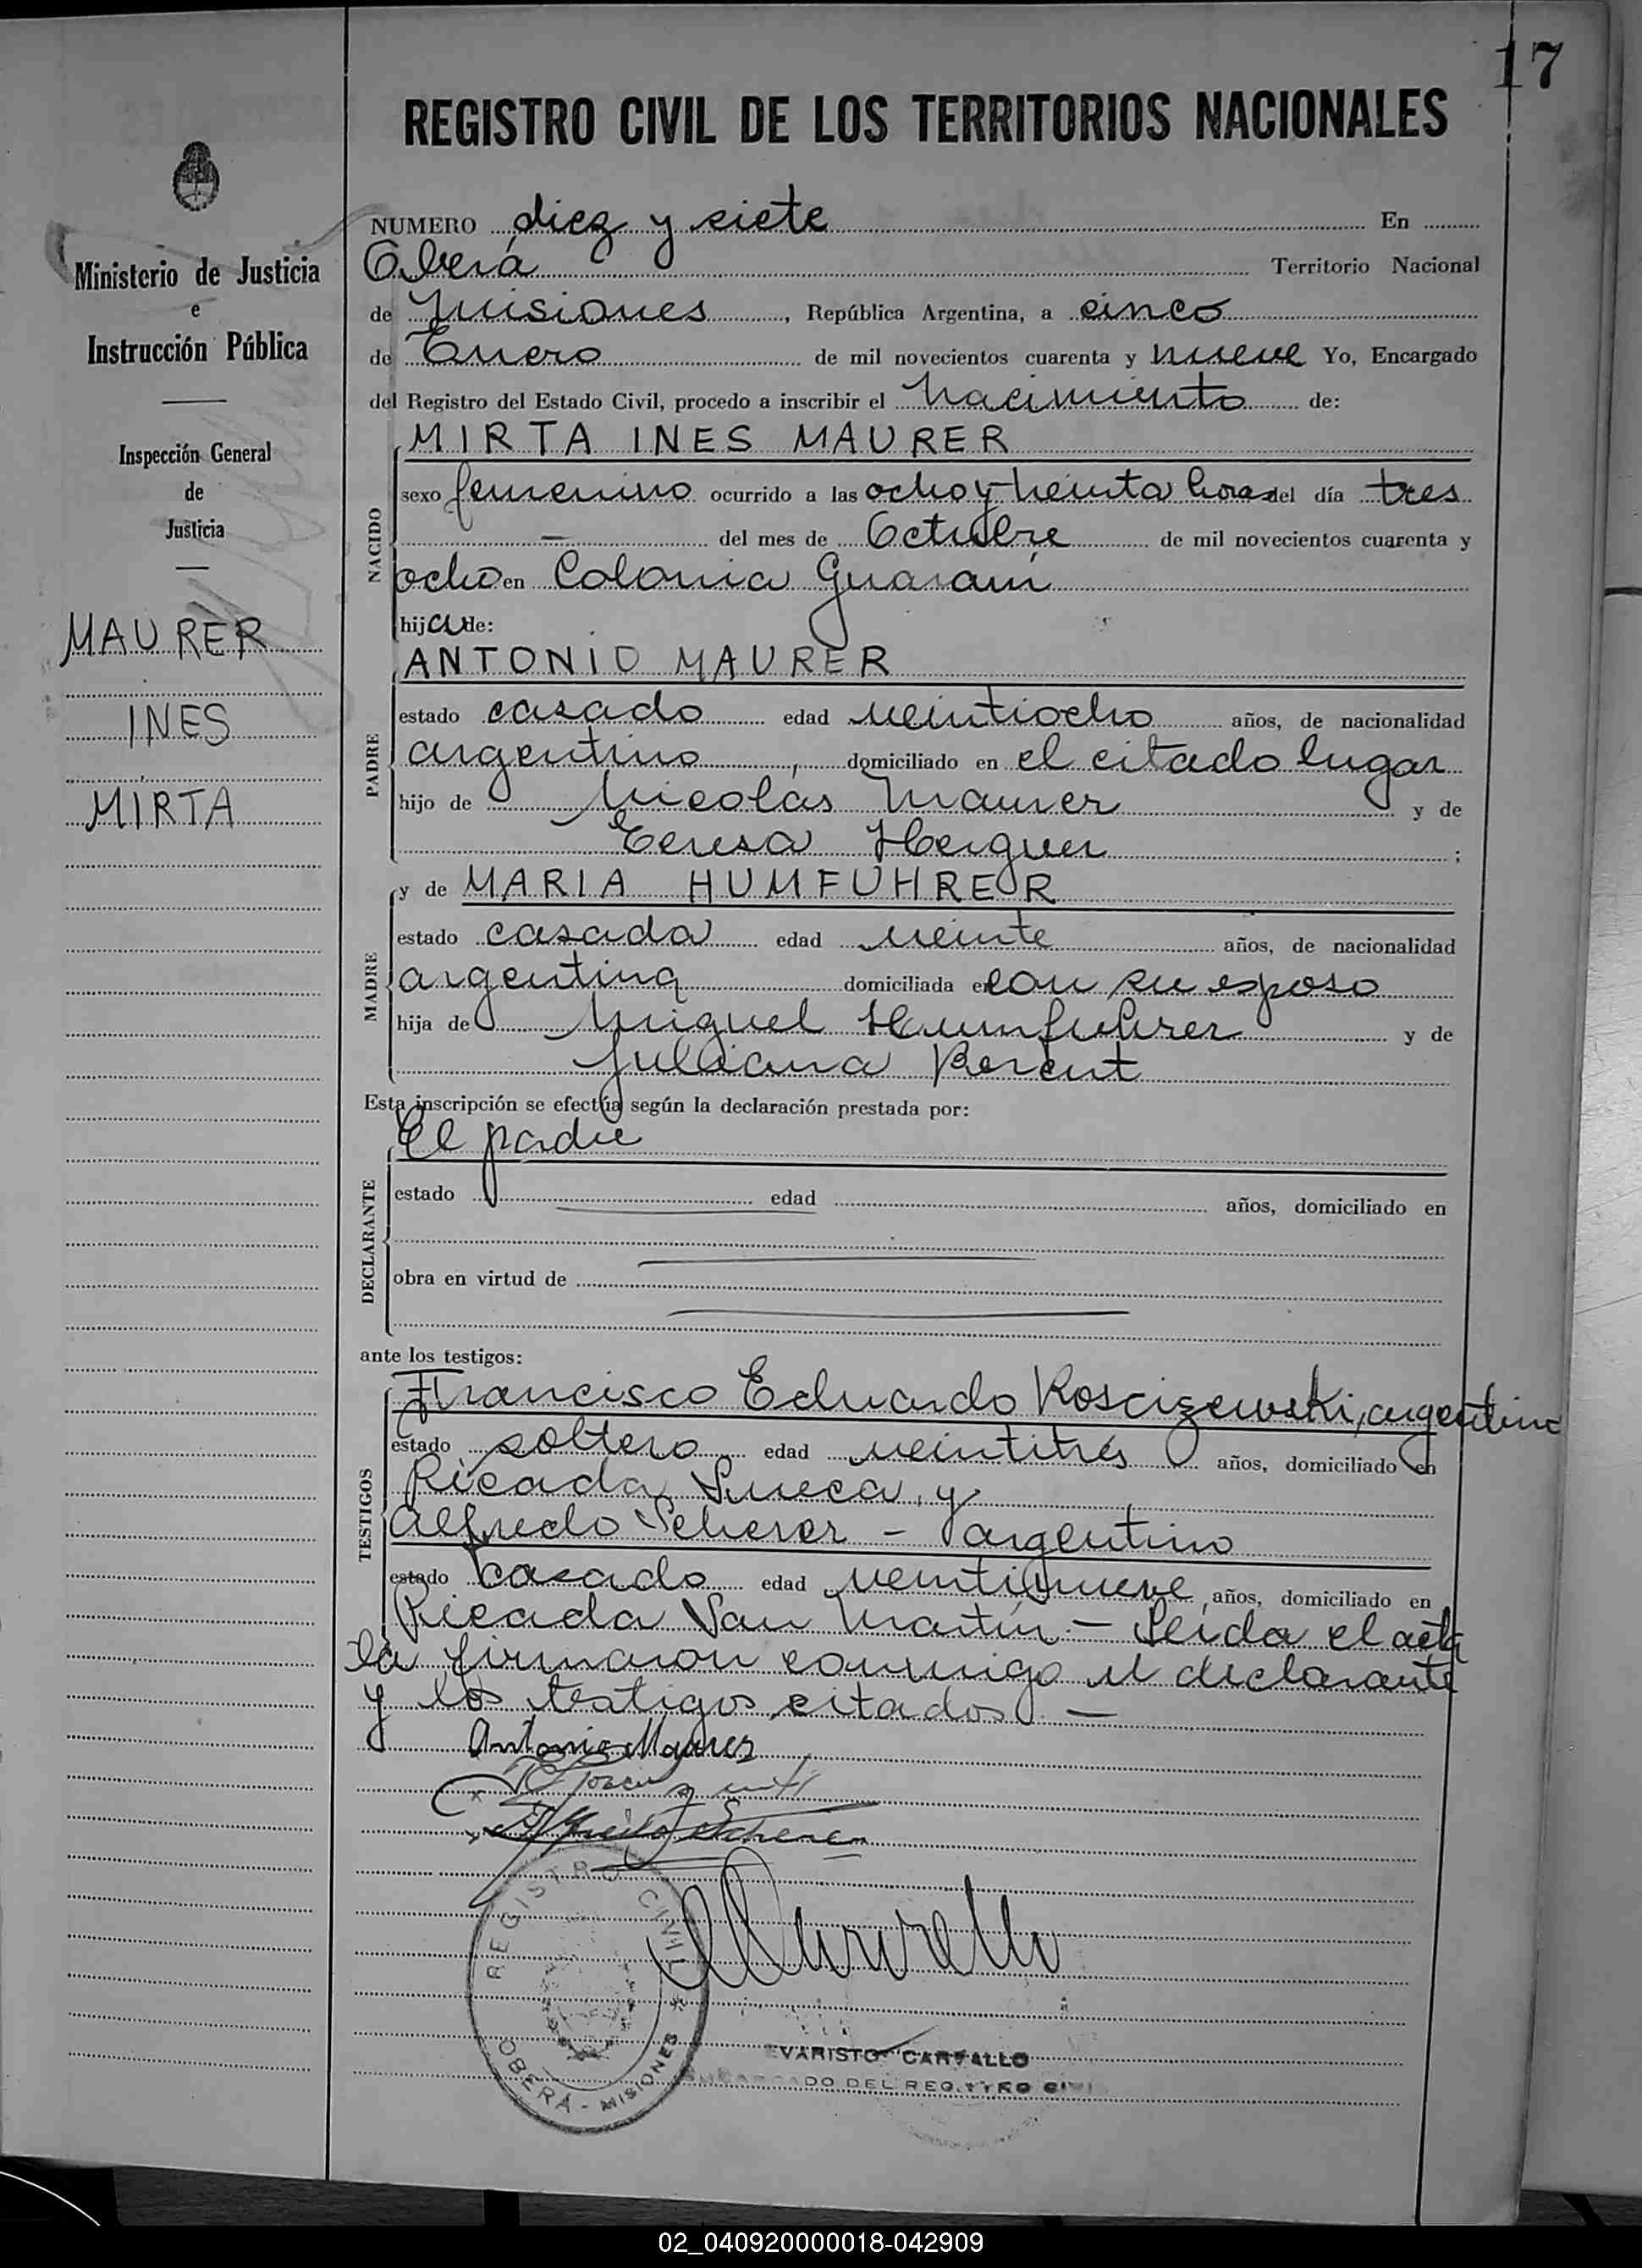 17
REGISTRO CIVIL DE LOS TERRITORIOS NACIONALES
Ministerio de Justicia
e
Instrucción Pública
Inspección General
de
Justicia
MAURER
INES
MIRTA
NUMERO diez y siete En
Oberá Territorio Nacional
de Misiones, República Argentina, a cinco
de Enero de mil novecientos cuarenta y nueve Yo, Encargado
del Registro del Estado Civil, procedo a inscribir el Nacimiento de:
NACIDO
MIRTA INES MAURER
sexo femenino ocurrido a las ocho y treinta horas del día tres
— del mes de Octubre de mil novecientos cuarenta y
ocho en Colonia Guaraní
hija de:
PADRE
ANTONIO MAURER
estado casado edad veintiocho años, de nacionalidad
argentino, domiciliado en el citado lugar
hijo de Nicolás Maurer y de
Teresa Herguer;
MADRE
y de MARIA HUMFUHRER
estado casada edad veinte años, de nacionalidad
argentina domiciliada en con su esposo
hija de Miguel Humfuhrer y de
Julliana Berent
Esta inscripción se efectúa según la declaración prestada por:
DECLARANTE
El padre
estado edad años, domiciliado en
obra en virtud de
ante los testigos:
TESTIGOS
Francisco Eduardo Koscizewski, argentino
estado soltero edad veintitrés años, domiciliado en
Picada Sueca, y
Alfredo Scherer - argentino
estado casado edad veintinueve años, domiciliado en
Picada San Martín.- Leída el acta
la firmaron conmigo el declarante
y los testigos citados. —
Antonio Maurer
Alfredo Scherer
REGISTRO CIVIL * OBERÁ - MISIONES
EVARISTO CARVALLO
ENCARGADO DEL REGISTRO CIVIL
02_040920000018-042909